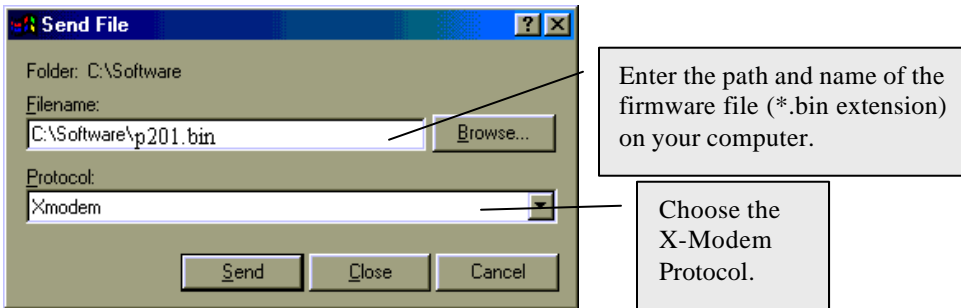 Send File
Folder: C:\Software
Filename:
C:\Software\p201.bin
Browse...
Protocol:
Xmodem
Send Close Cancel
Enter the path and name of the
firmware file (*.bin extension)
on your computer.
Choose the
X-Modem
Protocol.